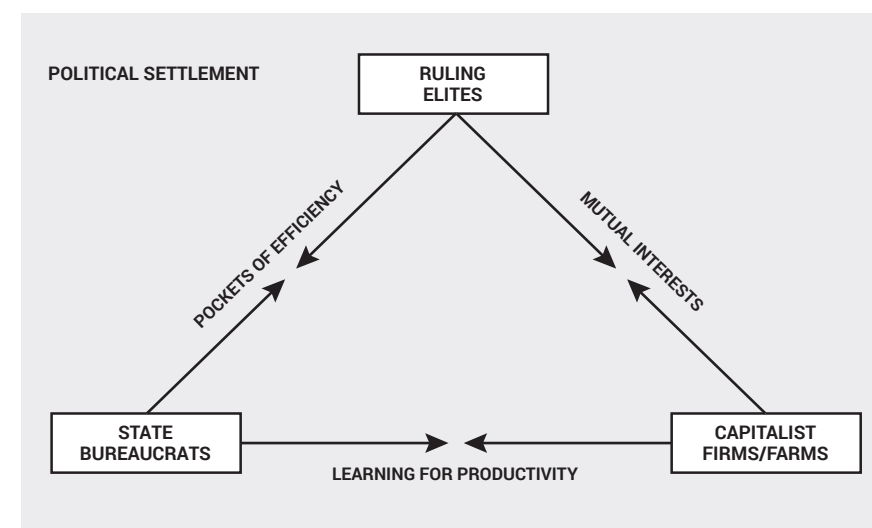 POLITICAL SETTLEMENT
RULING
ELITES
POCKETS OF EFFICIENCY
MUTUAL INTERESTS
STATE
BUREAUCRATS
CAPITALIST
FIRMS/FARMS
LEARNING FOR PRODUCTIVITY